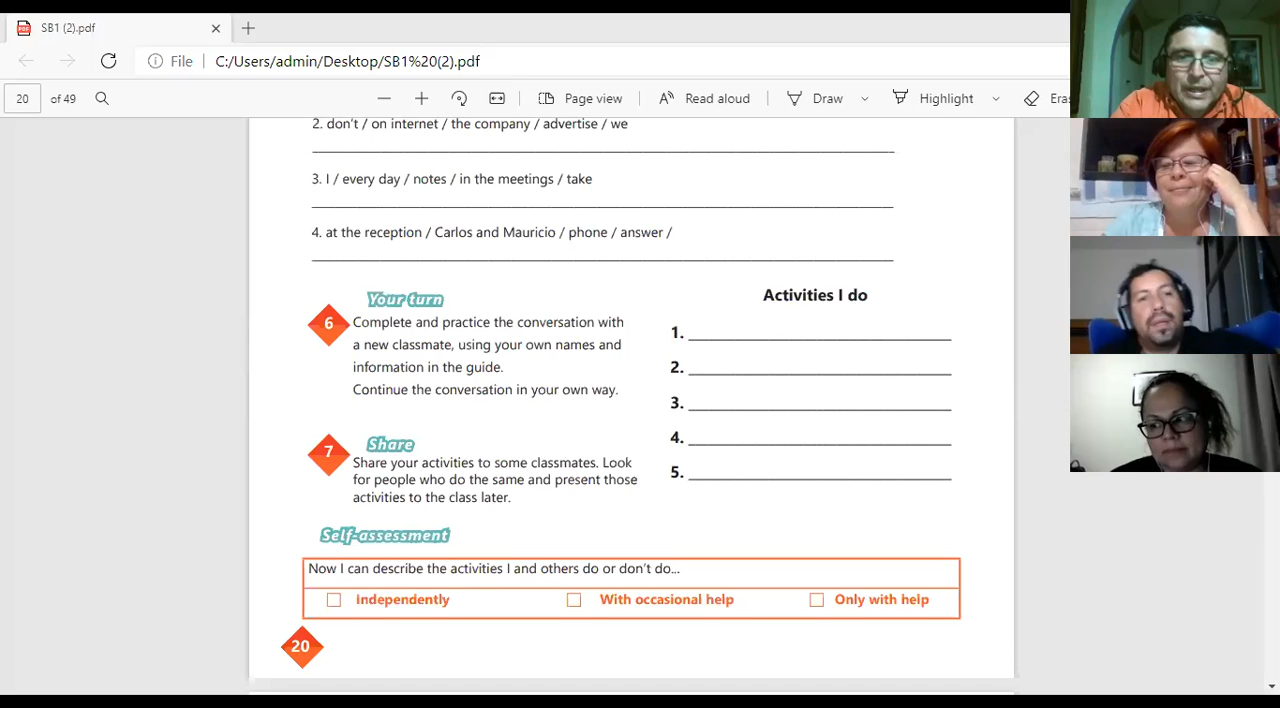 SB1 (2).pdf
File
C:/Users/admin/Desktop/SB1%20(2).pdf
20 of 49
Page view
Read aloud
Draw
Highlight
Eras
2. don't / on internet / the company / advertise / we
3. I / every day / notes / in the meetings / take
4. at the reception / Carlos and Mauricio / phone / answer /
Your turn
6
Complete and practice the conversation with
a new classmate, using your own names and
information in the guide.
Continue the conversation in your own way.
Activities I do
1.
2.
3.
4.
5.
Share
7
Share your activities to some classmates. Look
for people who do the same and present those
activities to the class later.
Self-assessment
Now I can describe the activities I and others do or don't do...
Independently
With occasional help
Only with help
20